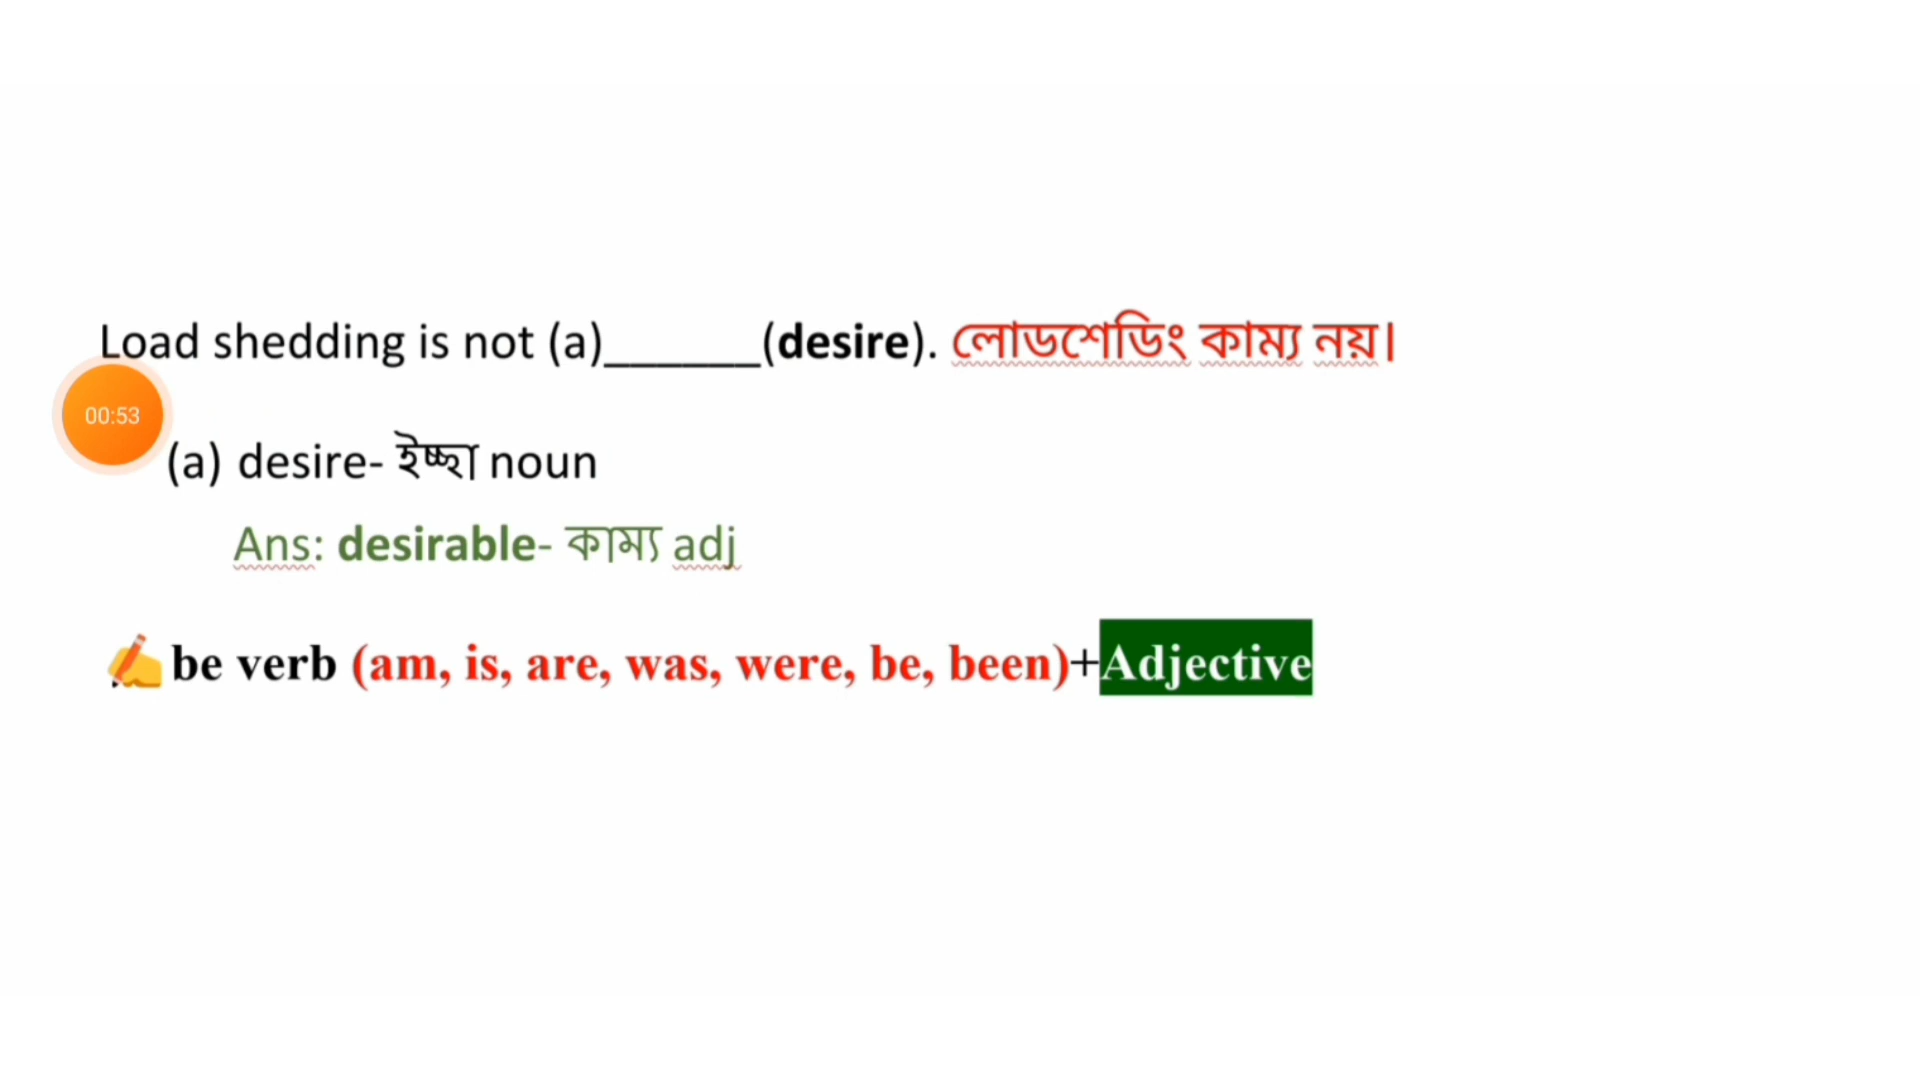 Load shedding is not (a)______(desire). লোডশেডিং কাম্য নয়।
00:53
(a) desire- ইচ্ছা noun
Ans: desirable- কাম্য adj
✍️be verb (am, is, are, was, were, be, been)+Adjective